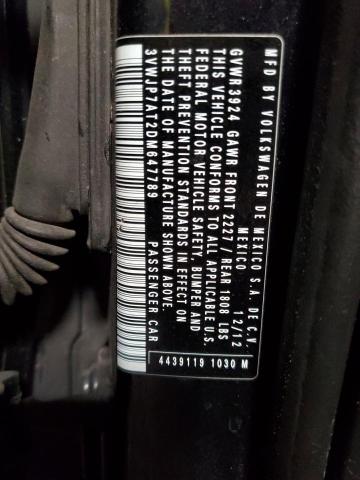 MFD BY VOLKSWAGEN DE MEXICO S.A. DE C.V.
MEXICO 12/12
GVWR 3924 GAWR FRONT 2227 / REAR 1808 LBS
THIS VEHICLE CONFORMS TO ALL APPLICABLE U.S.
FEDERAL MOTOR VEHICLE SAFETY, BUMPER AND
THEFT PREVENTION STANDARDS IN EFFECT ON
THE DATE OF MANUFACTURE SHOWN ABOVE.
3VWJP7AT2DM647789 PASSENGER CAR
4439119 1030 M